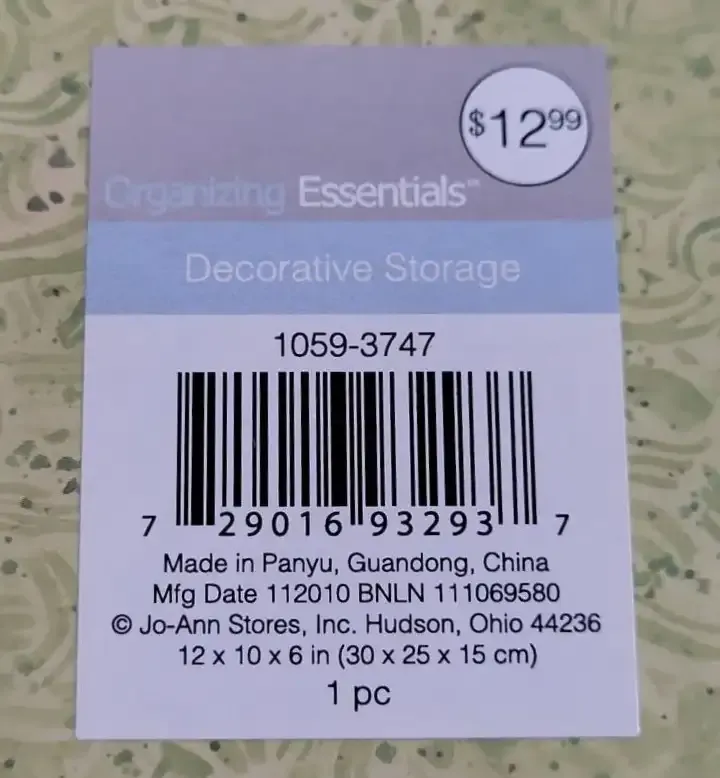 $12.99
Organizing Essentials™
Decorative Storage
1059-3747
7 29016 93293 7
Made in Panyu, Guandong, China
Mfg Date 112010 BNLN 111069580
© Jo-Ann Stores, Inc. Hudson, Ohio 44236
12 x 10 x 6 in (30 x 25 x 15 cm)
1 pc